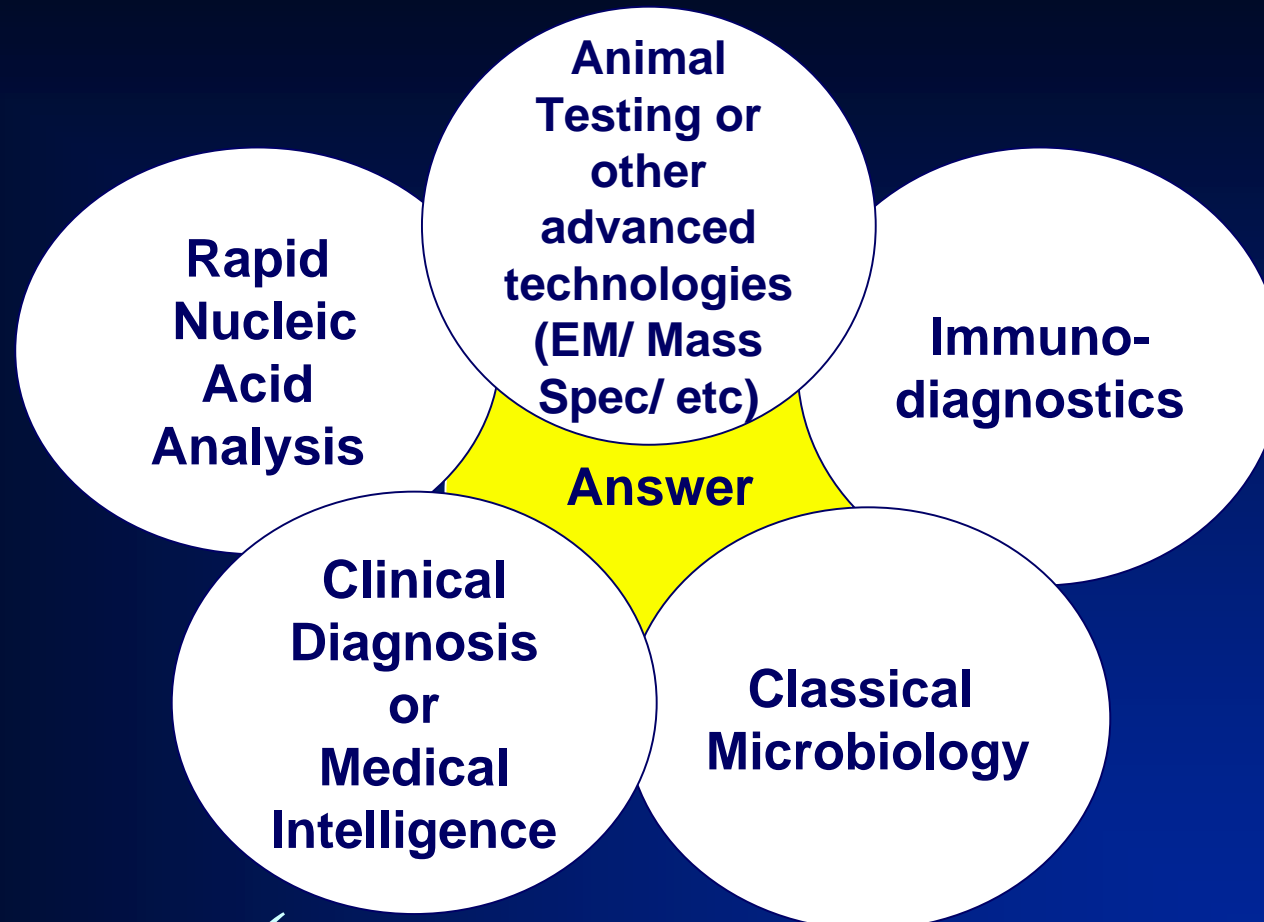 Animal
Testing or
other
advanced
technologies
(EM/ Mass
Spec/ etc)
Rapid
Nucleic
Acid
Analysis
Immuno-
diagnostics
Answer
Clinical
Diagnosis
or
Medical
Intelligence
Classical
Microbiology